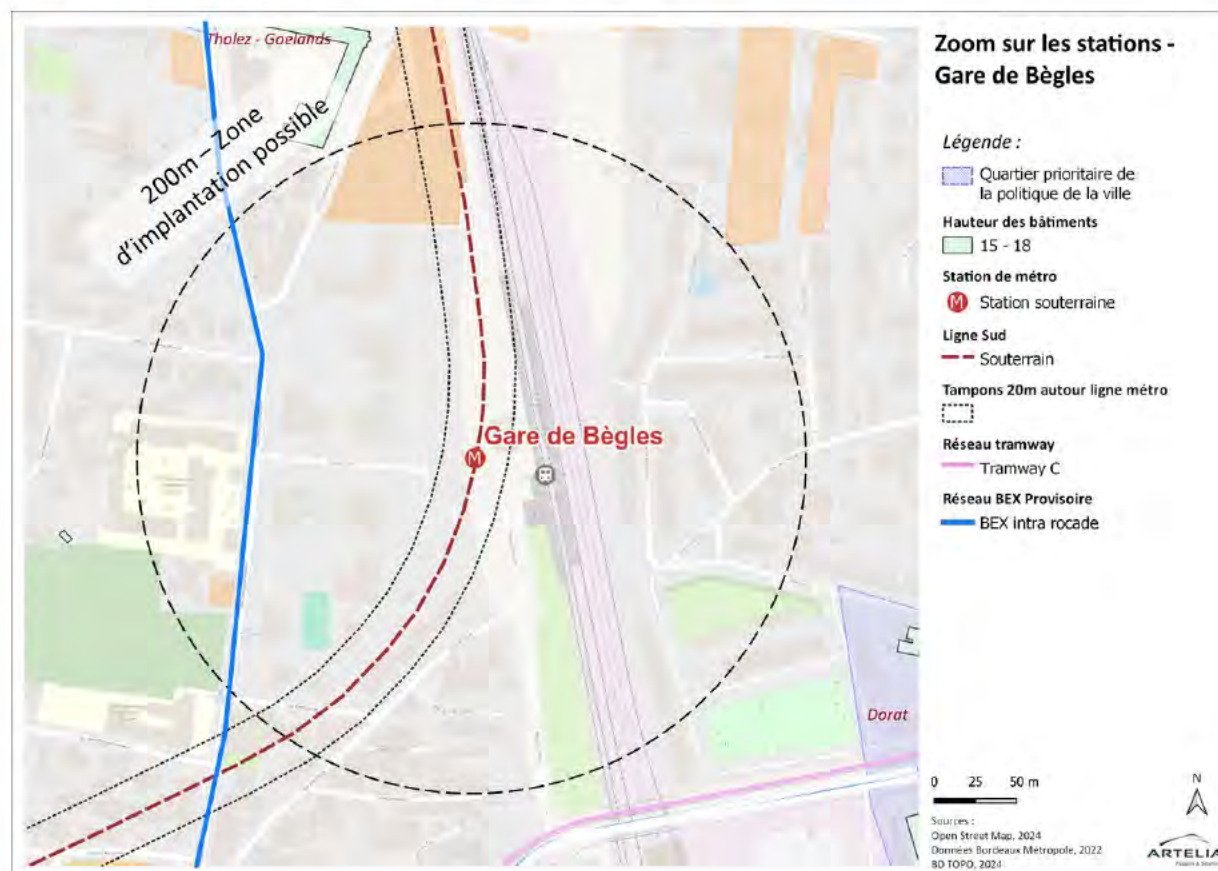 Tholez - Goelands
200m – Zone
d'implantation possible
Gare de Bègles
M
Dorat
Zoom sur les stations -
Gare de Bègles
Légende :
Quartier prioritaire de
la politique de la ville
Hauteur des bâtiments
15 - 18
Station de métro
M Station souterraine
Ligne Sud
Souterrain
Tampons 20m autour ligne métro
Réseau tramway
Tramway C
Réseau BEX Provisoire
BEX intra rocade
0 25 50 m
N
Sources :
Open Street Map, 2024
Données Bordeaux Métropole, 2022
BD TOPO, 2024
ARTELIA